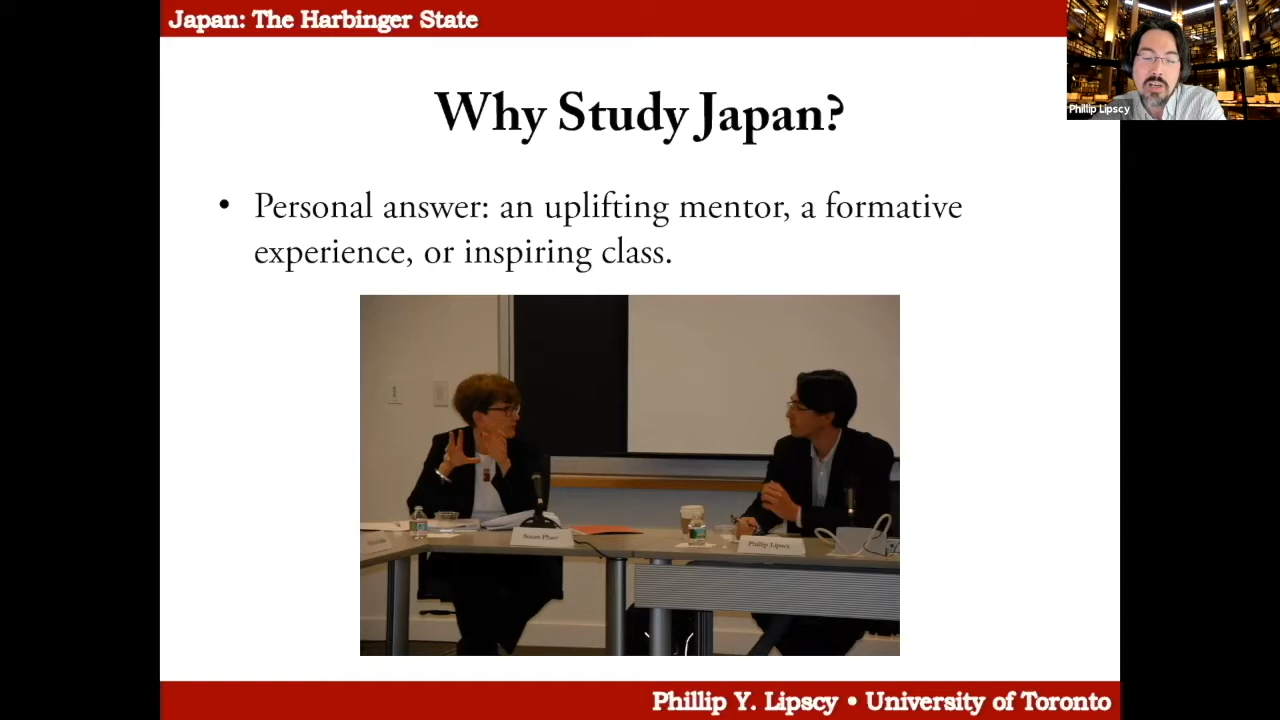 Japan: The Harbinger State
Phillip Lipscy
Why Study Japan?
• Personal answer: an uplifting mentor, a formative
experience, or inspiring class.
Susan Pharr
Phillip Lipscy
Phillip Y. Lipscy • University of Toronto